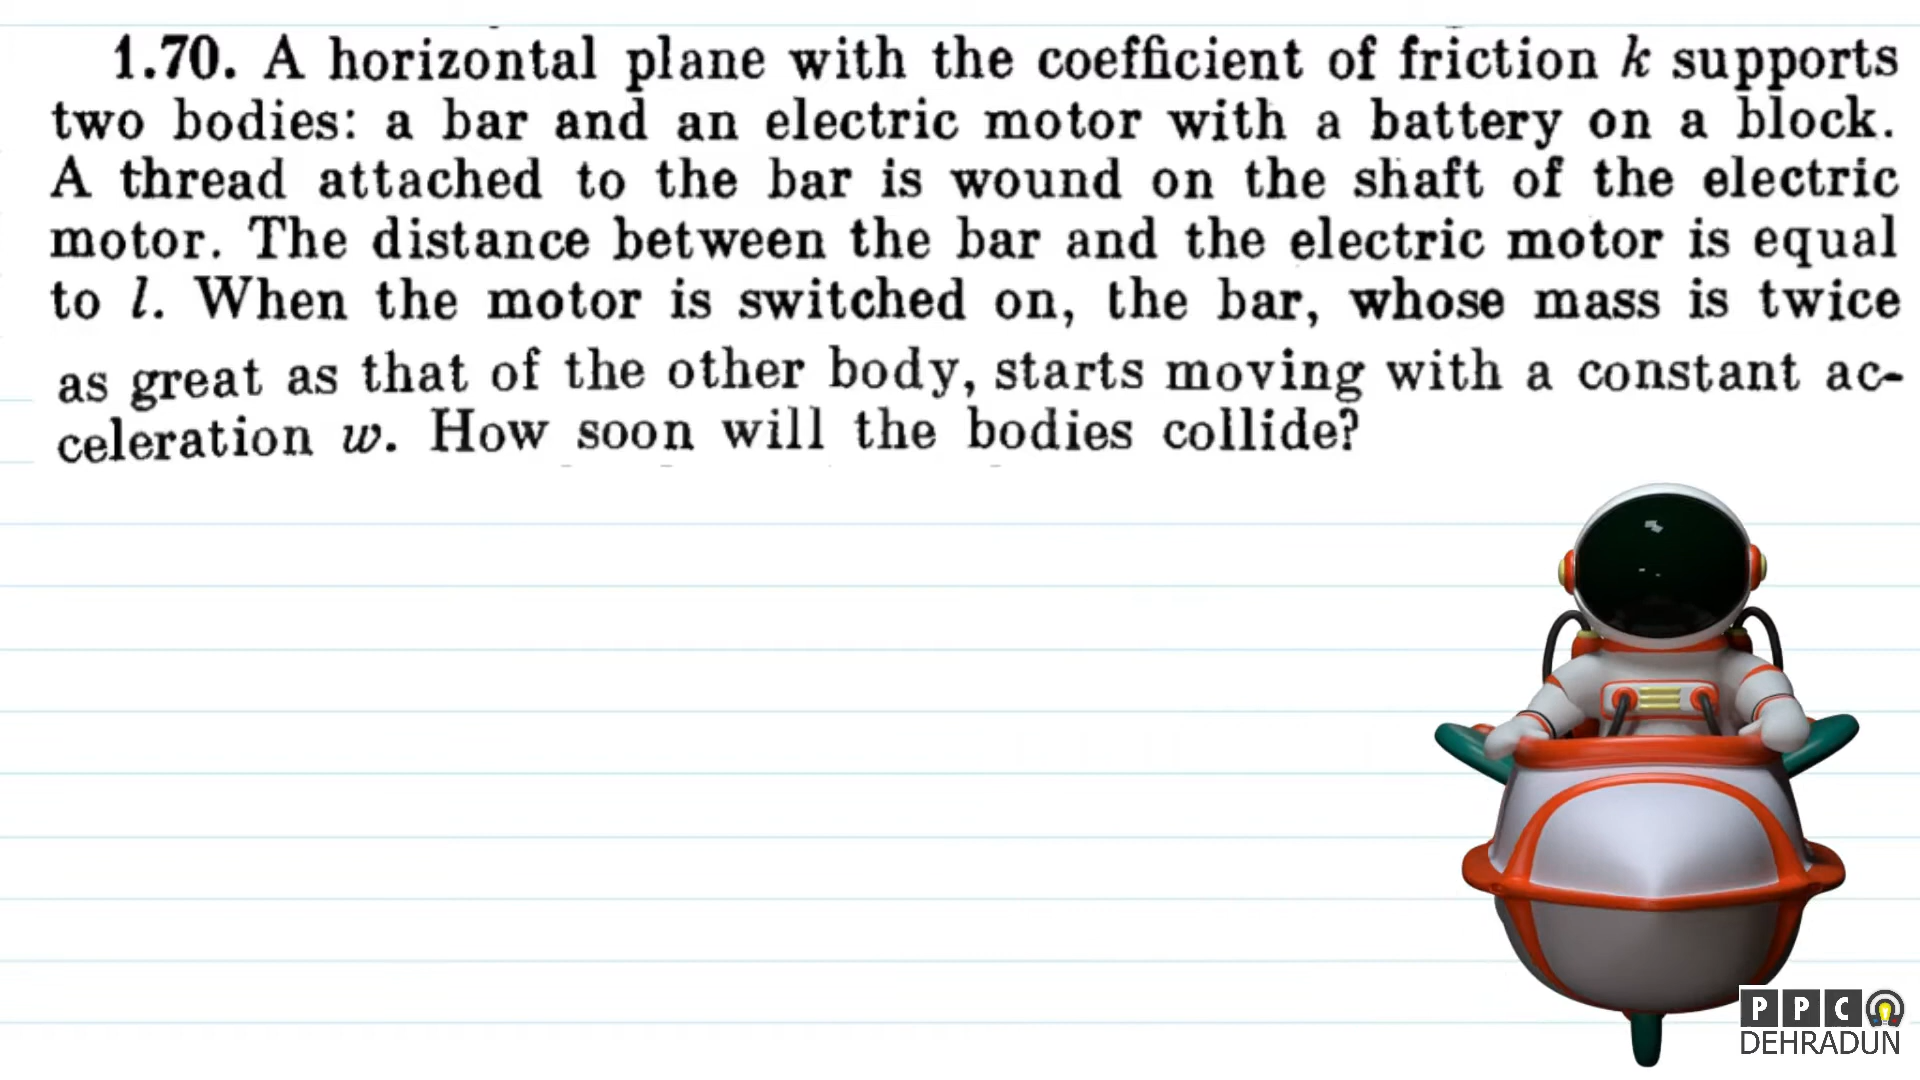 1.70. A horizontal plane with the coefficient of friction k supports
two bodies: a bar and an electric motor with a battery on a block.
A thread attached to the bar is wound on the shaft of the electric
motor. The distance between the bar and the electric motor is equal
to l. When the motor is switched on, the bar, whose mass is twice
as great as that of the other body, starts moving with a constant ac-
celeration w. How soon will the bodies collide?
PPC
DEHRADUN